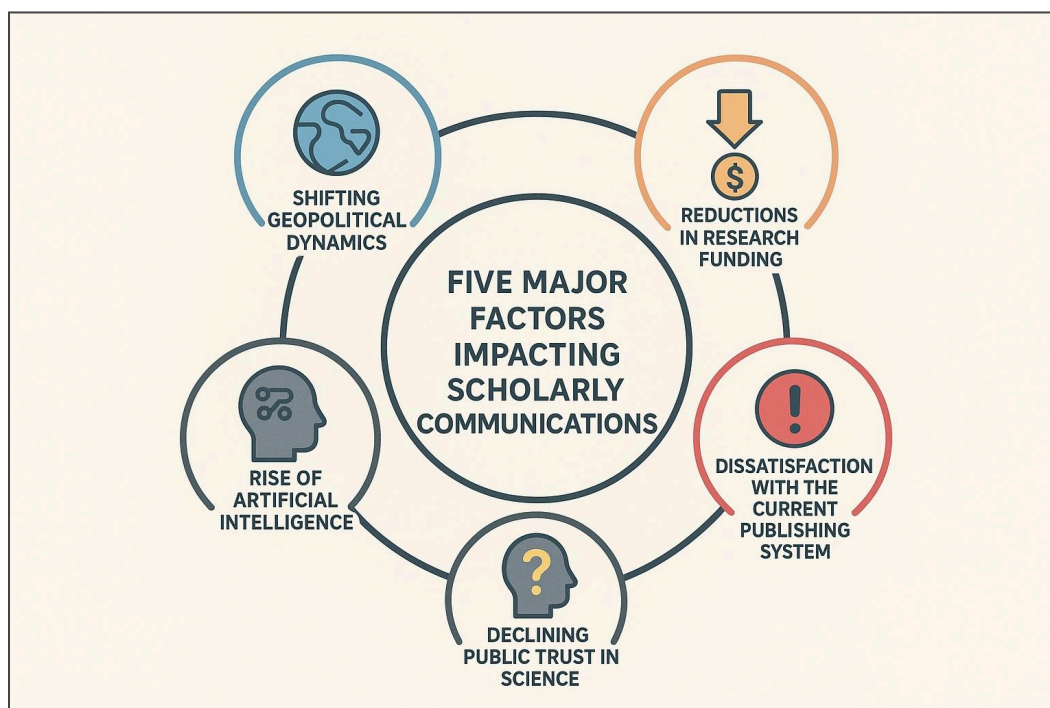 FIVE MAJOR
FACTORS
IMPACTING
SCHOLARLY
COMMUNICATIONS
SHIFTING
GEOPOLITICAL
DYNAMICS
$
REDUCTIONS
IN RESEARCH
FUNDING
!
DISSATISFACTION
WITH THE
CURRENT
PUBLISHING
SYSTEM
?
DECLINING
PUBLIC TRUST IN
SCIENCE
RISE OF
ARTIFICIAL
INTELLIGENCE